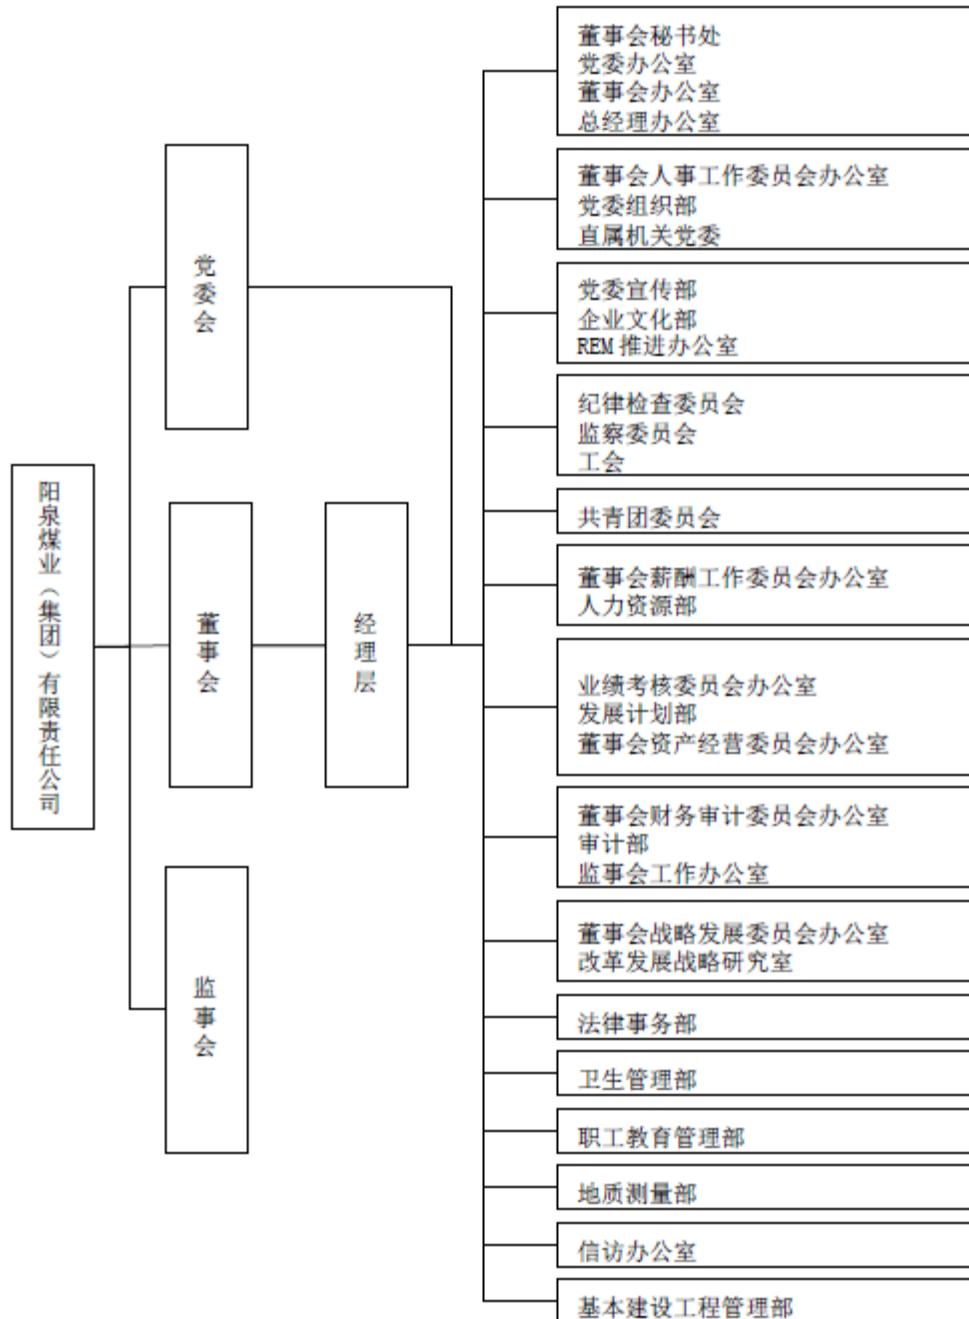 阳泉煤业（集团）有限责任公司
党委会
董事会
监事会
经理层
董事会秘书处
党委办公室
董事会办公室
总经理办公室
董事会人事工作委员会办公室
党委组织部
直属机关党委
党委宣传部
企业文化部
REM 推进办公室
纪律检查委员会
监察委员会
工会
共青团委员会
董事会薪酬工作委员会办公室
人力资源部
业绩考核委员会办公室
发展计划部
董事会资产经营委员会办公室
董事会财务审计委员会办公室
审计部
监事会工作办公室
董事会战略发展委员会办公室
改革发展战略研究室
法律事务部
卫生管理部
职工教育管理部
地质测量部
信访办公室
基本建设工程管理部